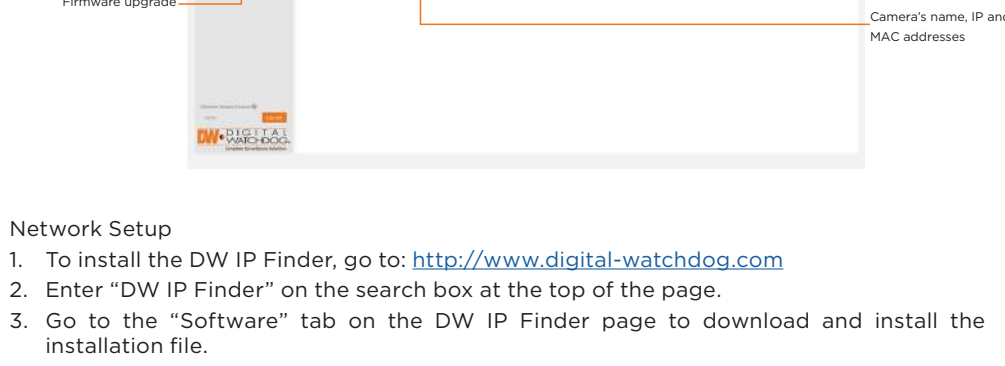 Firmware upgrade
Camera's name, IP and
MAC addresses
DW DIGITAL
WATCHDOG
Network Setup
1. To install the DW IP Finder, go to: http://www.digital-watchdog.com
2. Enter “DW IP Finder” on the search box at the top of the page.
3. Go to the “Software” tab on the DW IP Finder page to download and install the
installation file.